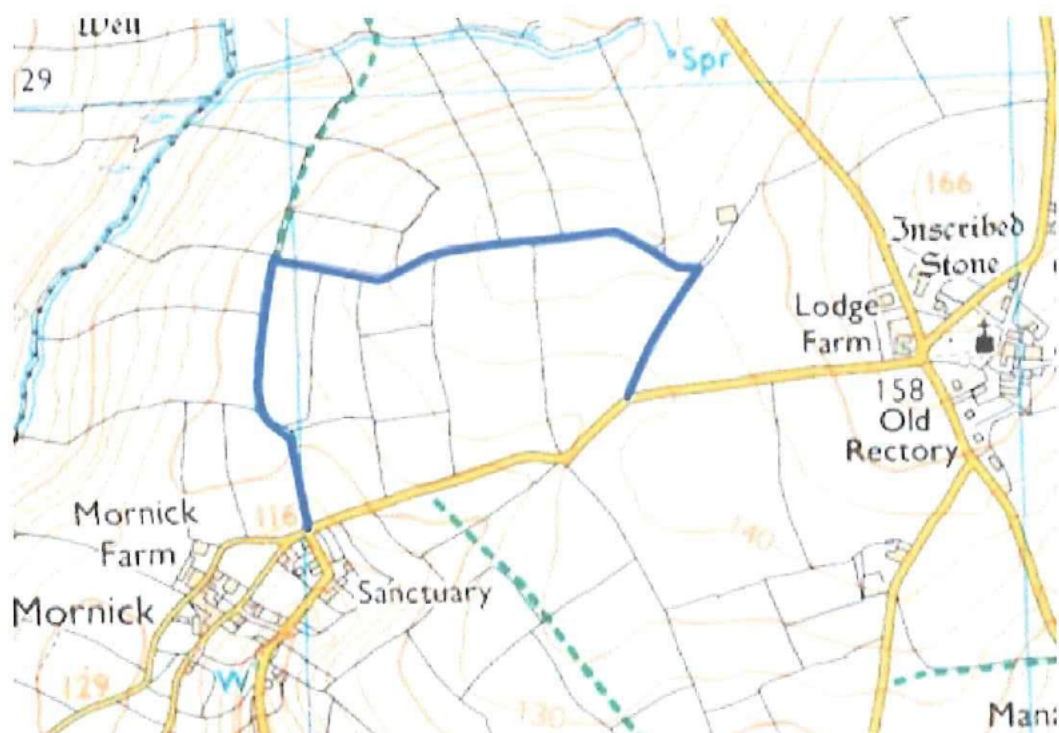 Well
29
Spr
166
Inscribed
Stone
Lodge
Farm
158
Old
Rectory
116
Mornick
Farm
Sanctuary
Mornick
140
129
W
130
Mana